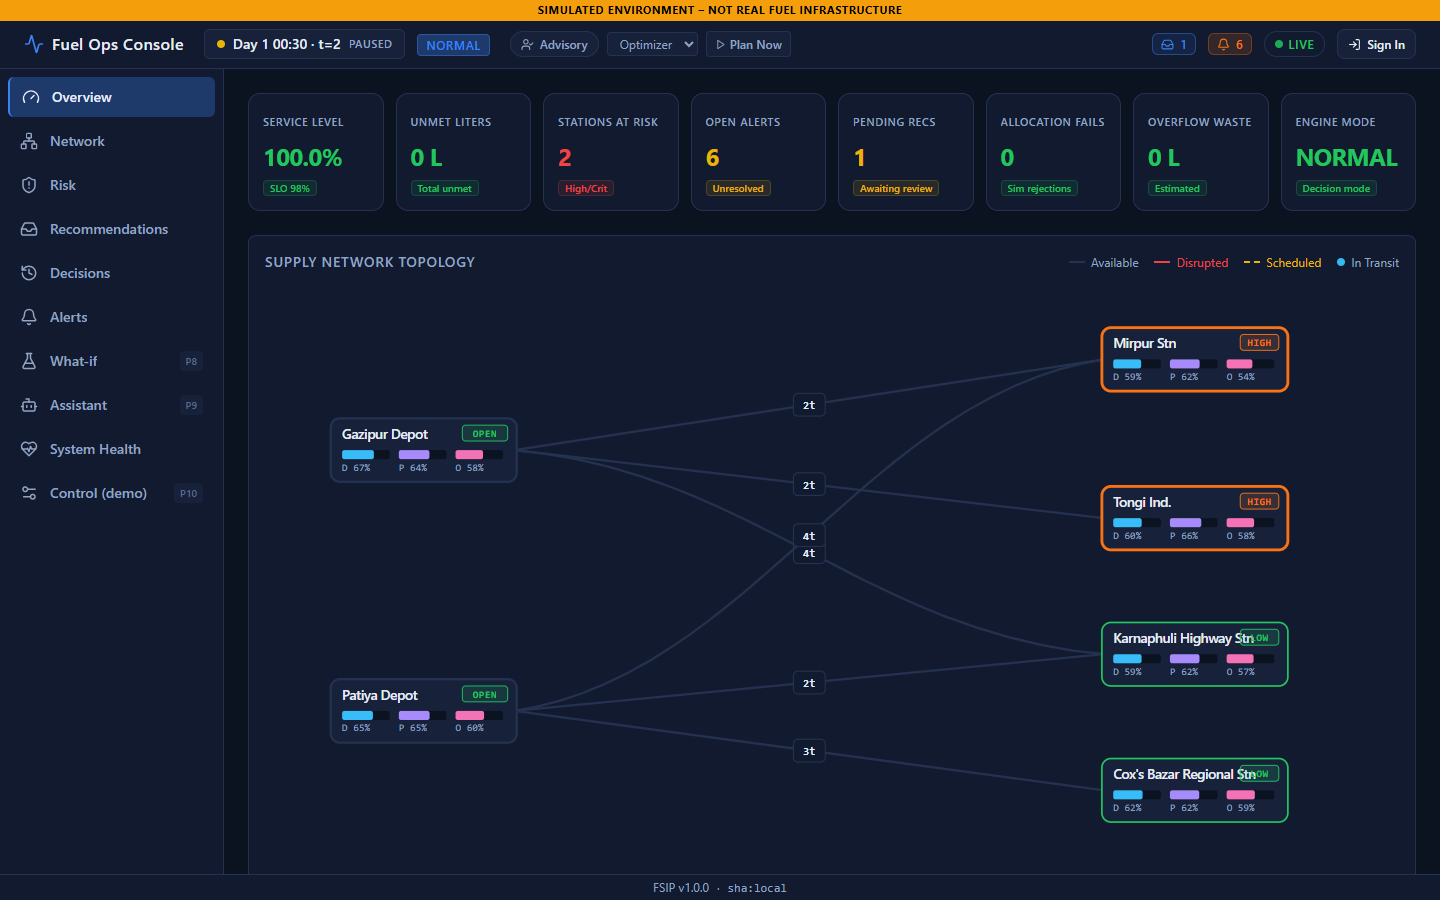 SIMULATED ENVIRONMENT – NOT REAL FUEL INFRASTRUCTURE
Fuel Ops Console
Day 1 00:30 · t=2 PAUSED
NORMAL
Advisory
Optimizer
Plan Now
1
6
LIVE
Sign In
Overview
Network
Risk
Recommendations
Decisions
Alerts
What-if P8
Assistant P9
System Health
Control (demo) P10
SERVICE LEVEL
100.0%
SLO 98%
UNMET LITERS
0 L
Total unmet
STATIONS AT RISK
2
High/Crit
OPEN ALERTS
6
Unresolved
PENDING RECS
1
Awaiting review
ALLOCATION FAILS
0
Sim rejections
OVERFLOW WASTE
0 L
Estimated
ENGINE MODE
NORMAL
Decision mode
SUPPLY NETWORK TOPOLOGY
Available
Disrupted
Scheduled
In Transit
Gazipur Depot OPEN
D 67% P 64% O 58%
Patiya Depot OPEN
D 65% P 65% O 60%
2t
2t
4t
4t
2t
3t
Mirpur Stn HIGH
D 59% P 62% O 54%
Tongi Ind. HIGH
D 60% P 66% O 58%
Karnaphuli Highway Stn LOW
D 59% P 62% O 57%
Cox's Bazar Regional Stn LOW
D 62% P 62% O 59%
FSIP v1.0.0 · sha:local